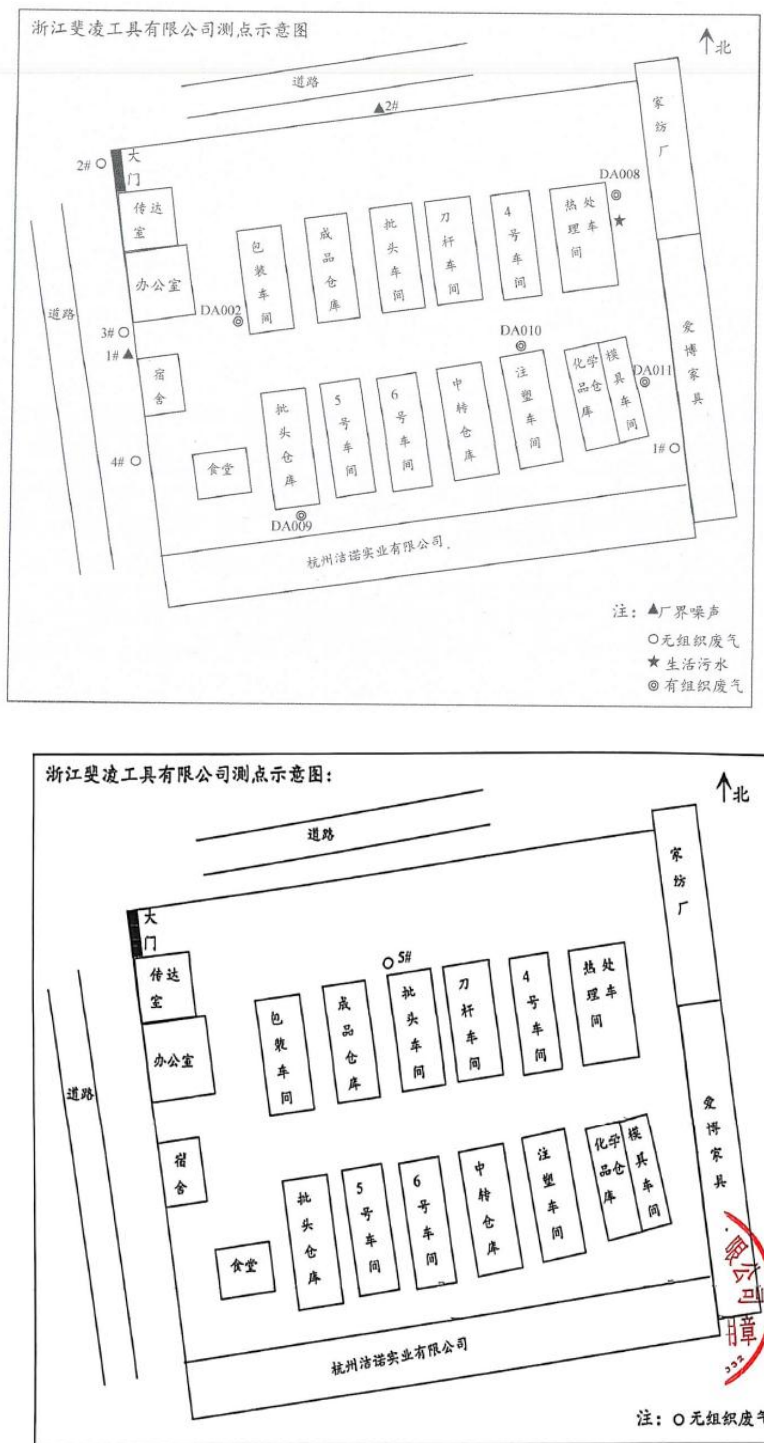 浙江斐凌工具有限公司测点示意图
北
道路
▲2#
家纺厂
2#
大门
DA008
传达室
包装车间
成品仓库
批头车间
刀杆车间
4号车间
热处理车间
办公室
道路
DA002
3#
1#
DA010
爱博家具
宿舍
批头仓库
5号车间
6号车间
中转仓库
注塑车间
化学品仓库
模具车间
DA011
4#
食堂
1#
DA009
杭州洁诺实业有限公司
注：▲厂界噪声
○无组织废气
★生活污水
◎有组织废气
浙江斐凌工具有限公司测点示意图：
北
道路
家纺厂
大门
5#
传达室
包装车间
成品仓库
批头车间
刀杆车间
4号车间
热处理车间
办公室
道路
爱博家具
宿舍
批头仓库
5号车间
6号车间
中转仓库
注塑车间
化学品仓库
模具车间
食堂
限公司
章
杭州洁诺实业有限公司
注：○无组织废气